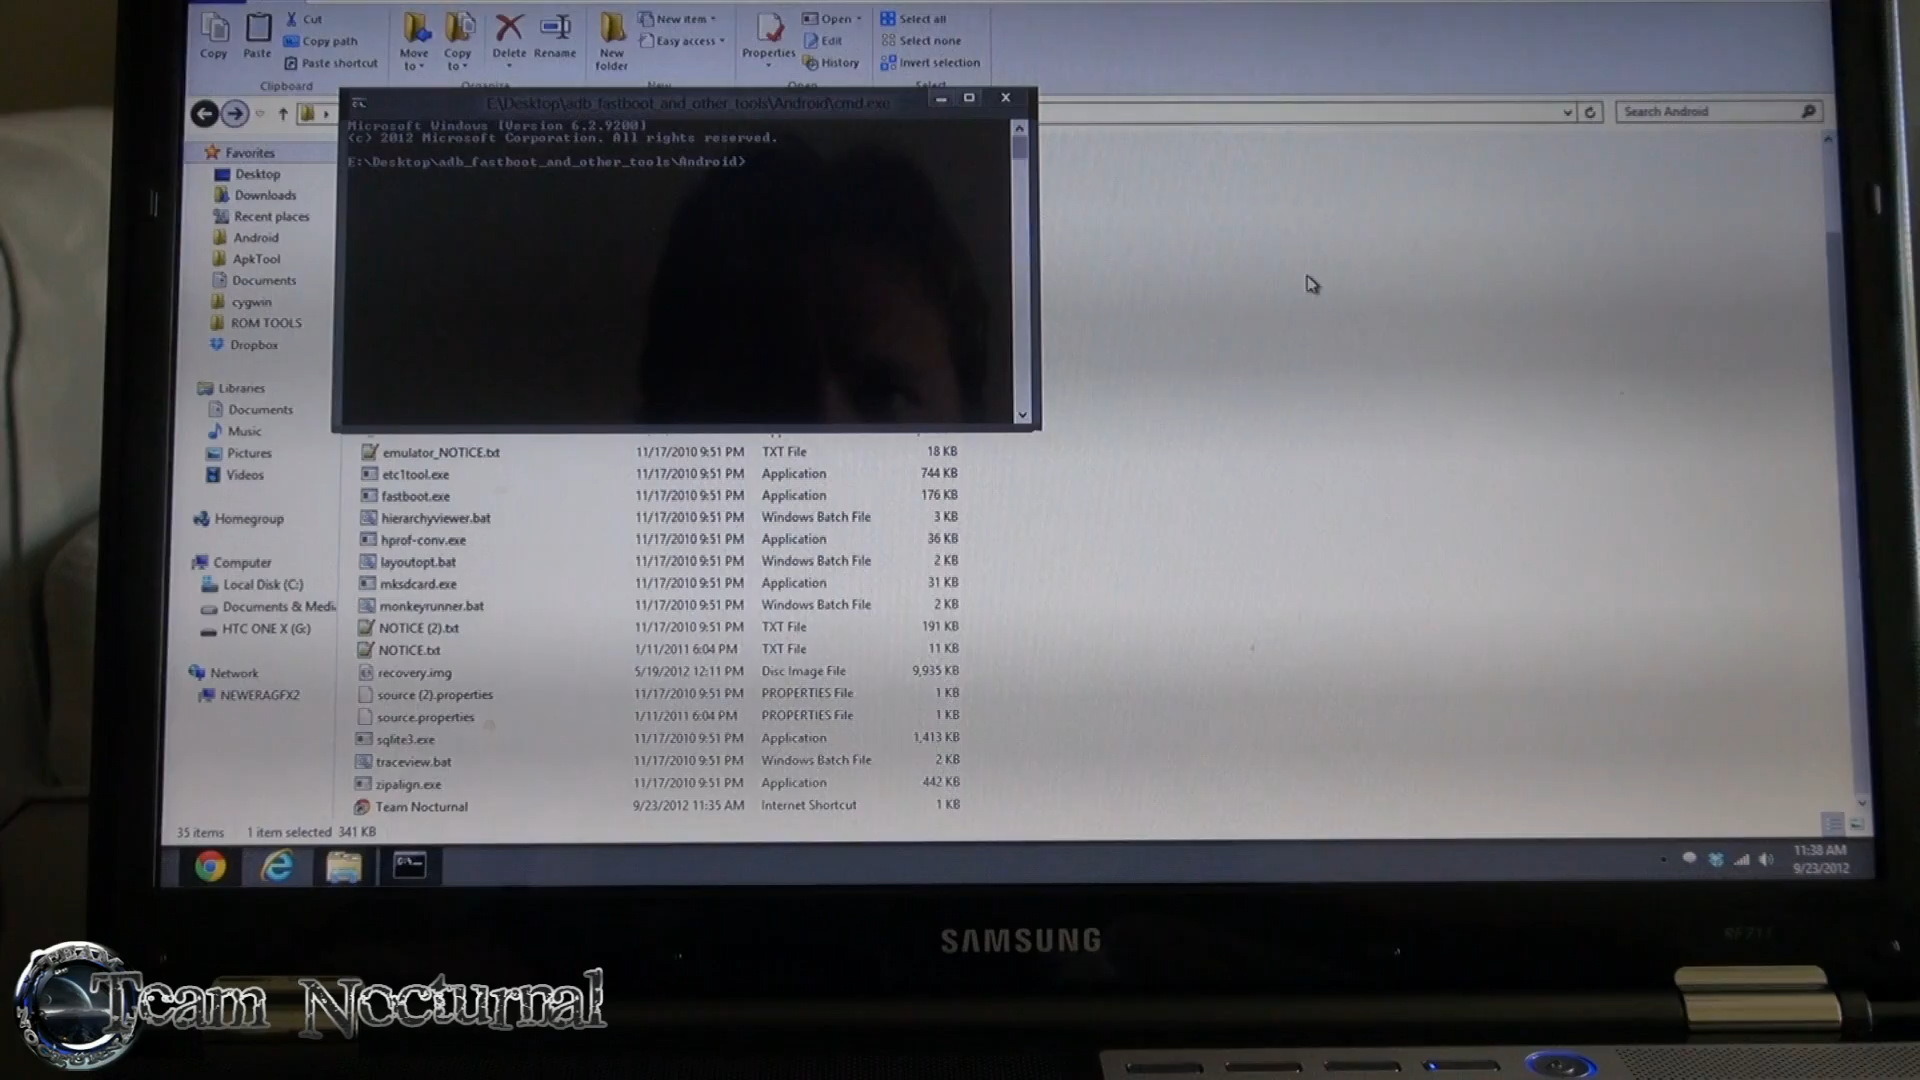 Copy
Paste
Cut
Copy path
Paste shortcut
Clipboard
Move to
Copy to
Delete
Rename
Organize
New folder
New item
Easy access
New
Properties
Open
Edit
History
Open
Select all
Select none
Invert selection
Select
E:\Desktop\adb_fastboot_and_other_tools\Android\cmd.exe
Search Android
Microsoft Windows [Version 6.2.9200]
(c) 2012 Microsoft Corporation. All rights reserved.
E:\Desktop\adb_fastboot_and_other_tools\Android>
Favorites
Desktop
Downloads
Recent places
Android
ApkTool
Documents
cygwin
ROM TOOLS
Dropbox
Libraries
Documents
Music
Pictures
Videos
Homegroup
Computer
Local Disk (C:)
Documents & Medi
HTC ONE X (G:)
Network
NEWERAGFX2
emulator_NOTICE.txt 11/17/2010 9:51 PM TXT File 18 KB
etc1tool.exe 11/17/2010 9:51 PM Application 744 KB
fastboot.exe 11/17/2010 9:51 PM Application 176 KB
hierarchyviewer.bat 11/17/2010 9:51 PM Windows Batch File 3 KB
hprof-conv.exe 11/17/2010 9:51 PM Application 36 KB
layoutopt.bat 11/17/2010 9:51 PM Windows Batch File 2 KB
mksdcard.exe 11/17/2010 9:51 PM Application 31 KB
monkeyrunner.bat 11/17/2010 9:51 PM Windows Batch File 2 KB
NOTICE (2).txt 11/17/2010 9:51 PM TXT File 191 KB
NOTICE.txt 1/11/2011 6:04 PM TXT File 11 KB
recovery.img 5/19/2012 12:11 PM Disc Image File 9,935 KB
source (2).properties 11/17/2010 9:51 PM PROPERTIES File 1 KB
source.properties 1/11/2011 6:04 PM PROPERTIES File 1 KB
sqlite3.exe 11/17/2010 9:51 PM Application 1,413 KB
traceview.bat 11/17/2010 9:51 PM Windows Batch File 2 KB
zipalign.exe 11/17/2010 9:51 PM Application 442 KB
Team Nocturnal 9/23/2012 11:35 AM Internet Shortcut 1 KB
35 items 1 item selected 341 KB
11:38 AM
9/23/2012
SAMSUNG
RF711
Team Nocturnal